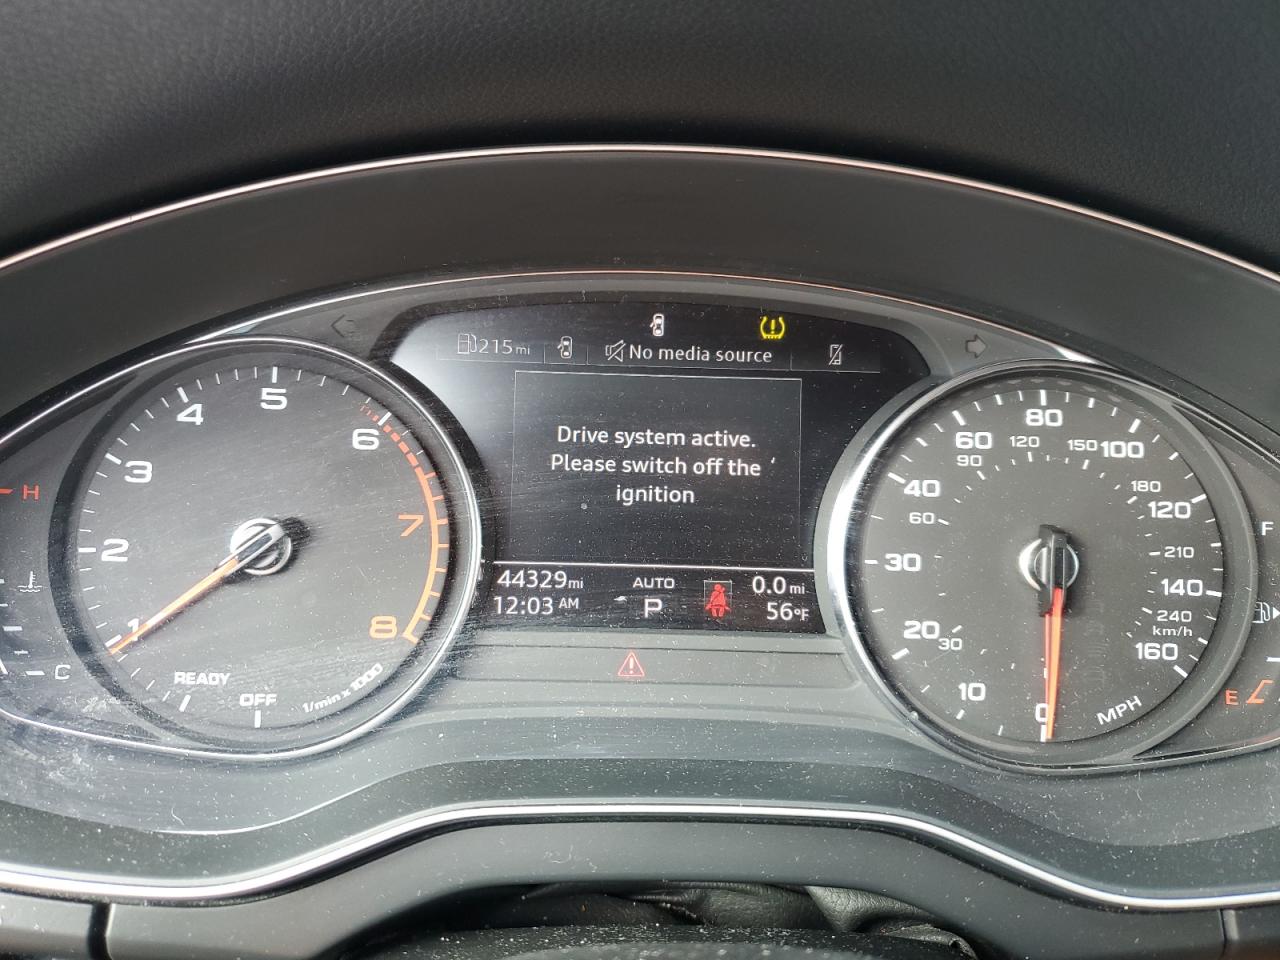 215 mi
No media source
Drive system active.
Please switch off the
ignition
44329 mi
AUTO
0.0 mi
12:03 AM
P
56°F
H
C
1
2
3
4
5
6
7
8
READY
OFF
1/min x 1000
0
10
20
30
40
60
80
100
120
140
160
MPH
30
60
90
120
150
180
210
240
km/h
F
E